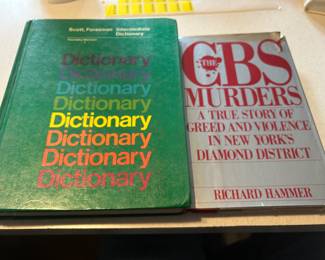 Scott, Foresman Intermediate
Dictionary
Dictionary
Dictionary
Dictionary
Dictionary
Dictionary
Dictionary
Dictionary
Dictionary
THE
CBS
MURDERS
A TRUE STORY OF
GREED AND VIOLENCE
IN NEW YORK'S
DIAMOND DISTRICT
RICHARD HAMMER